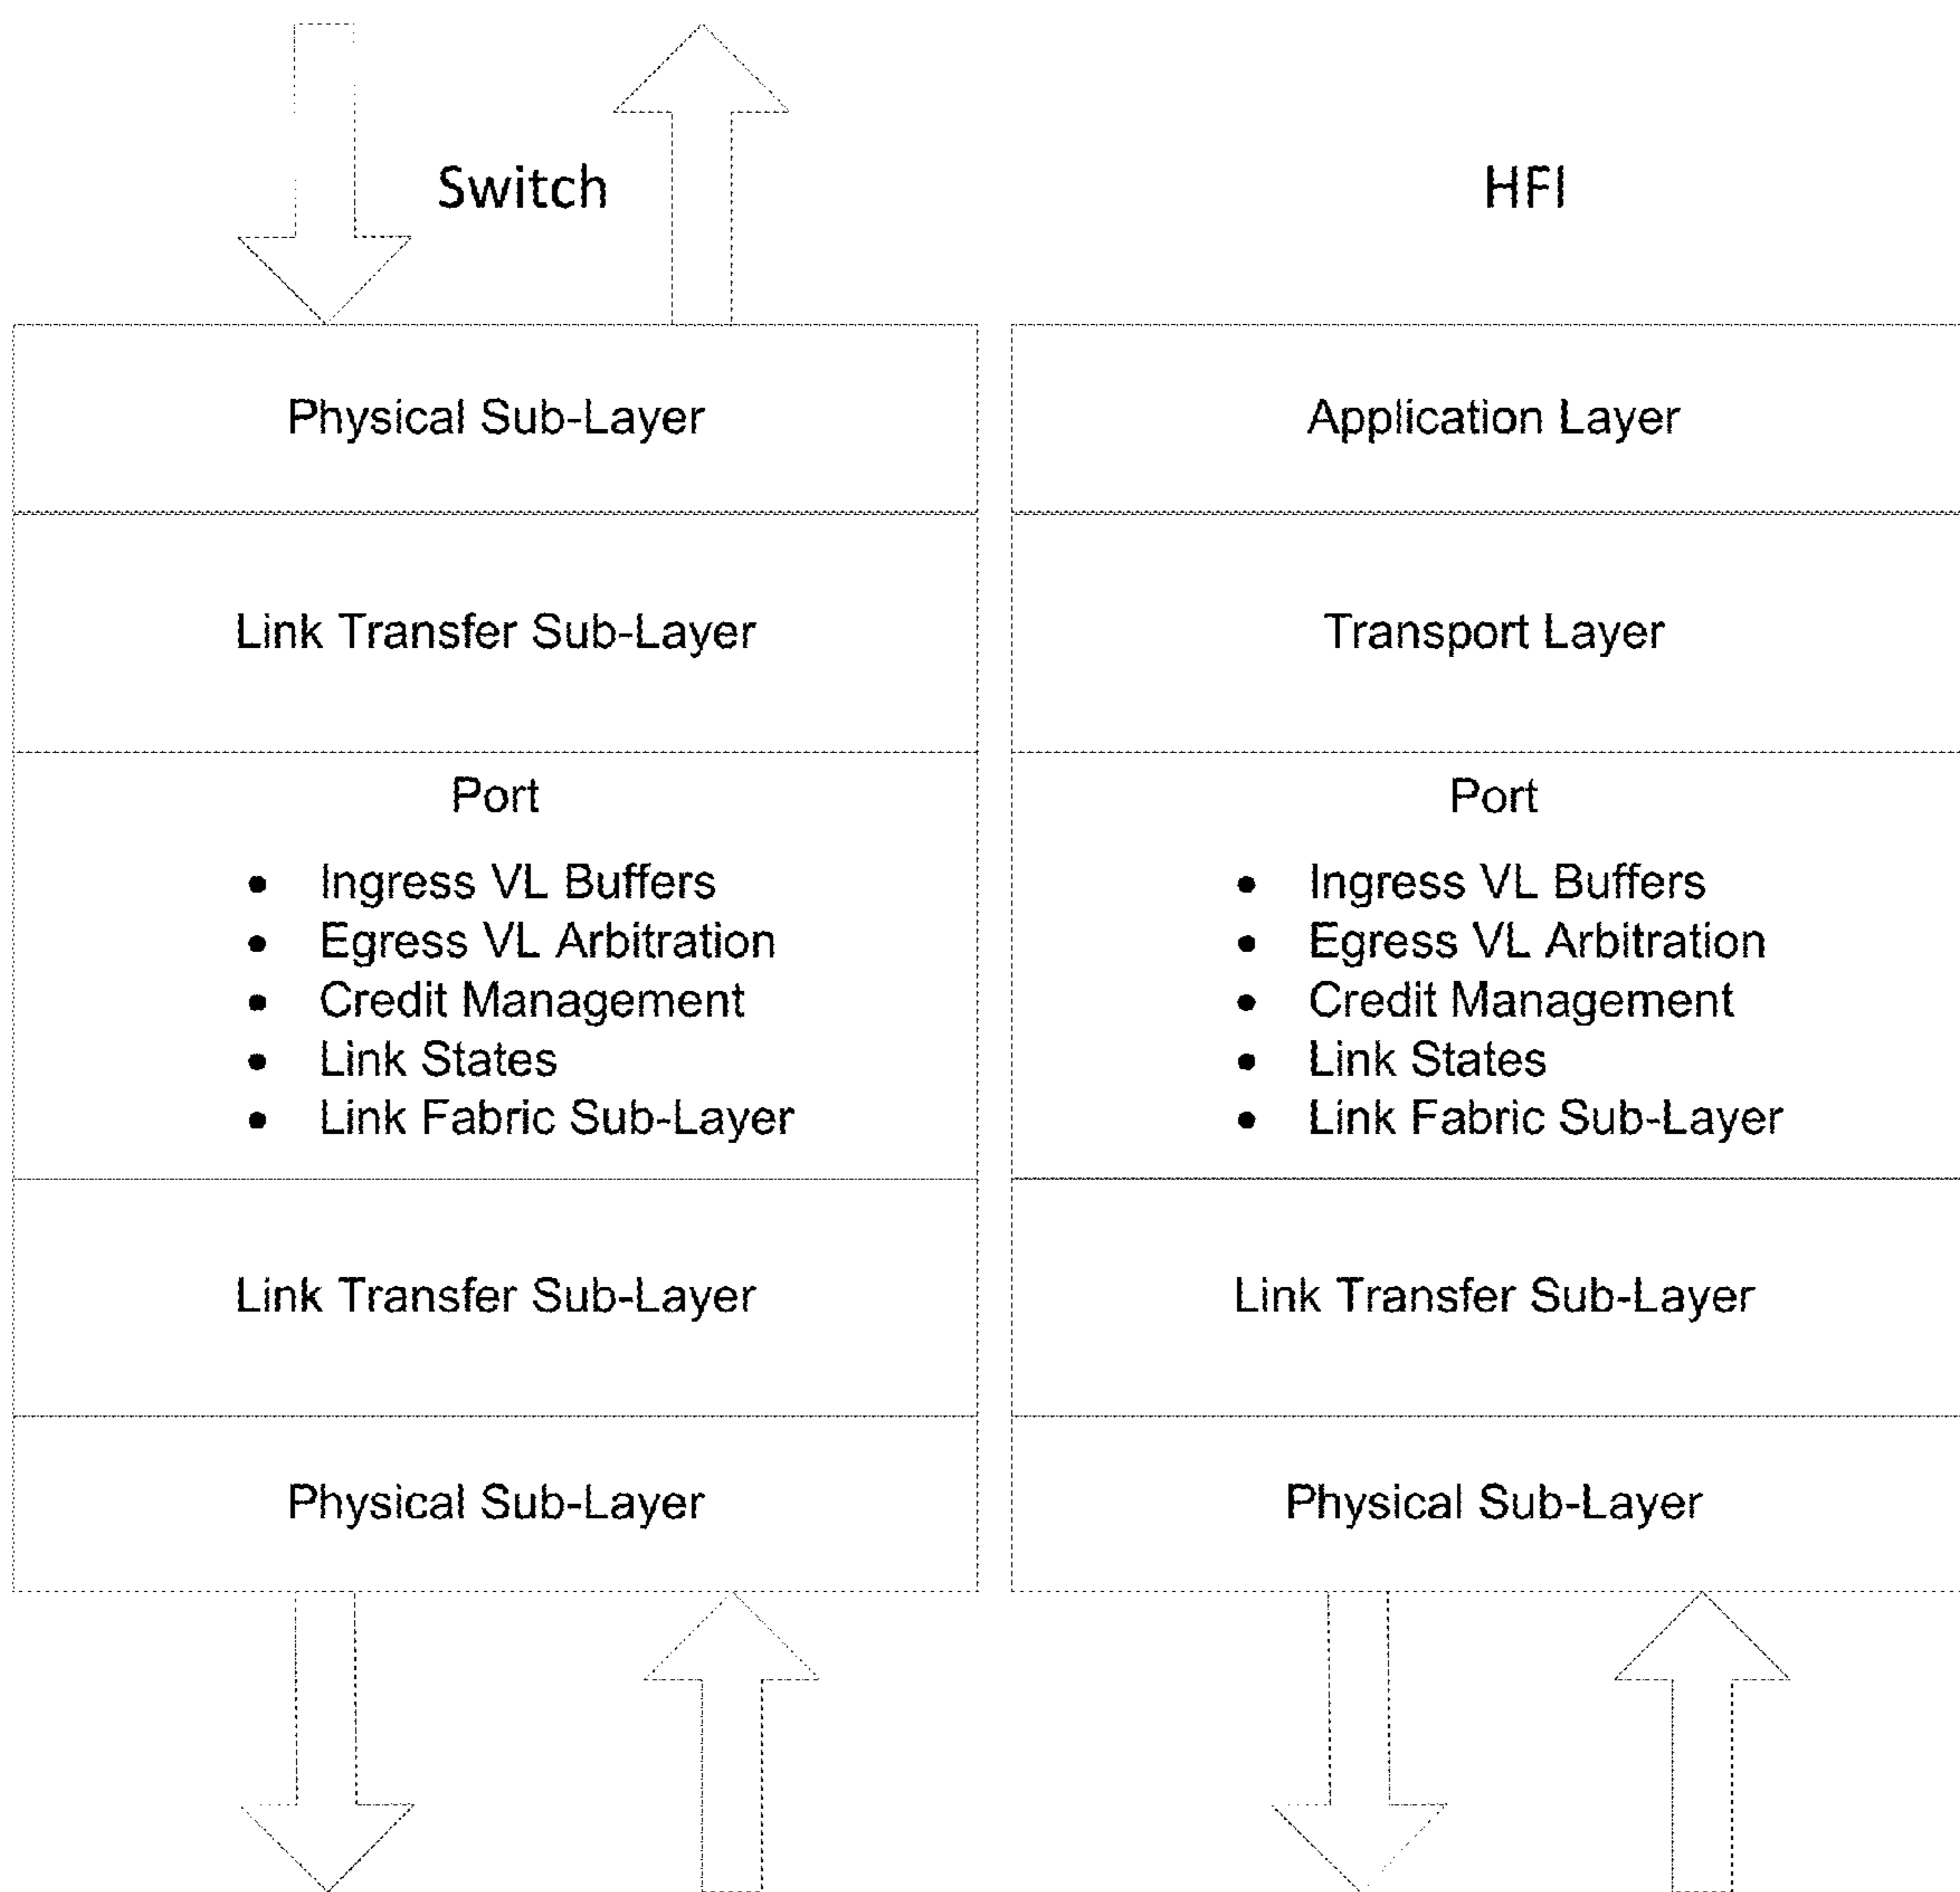 Switch
HFI
Physical Sub-Layer
Link Transfer Sub-Layer
Port
• Ingress VL Buffers
• Egress VL Arbitration
• Credit Management
• Link States
• Link Fabric Sub-Layer
Link Transfer Sub-Layer
Physical Sub-Layer
Application Layer
Transport Layer
Port
• Ingress VL Buffers
• Egress VL Arbitration
• Credit Management
• Link States
• Link Fabric Sub-Layer
Link Transfer Sub-Layer
Physical Sub-Layer